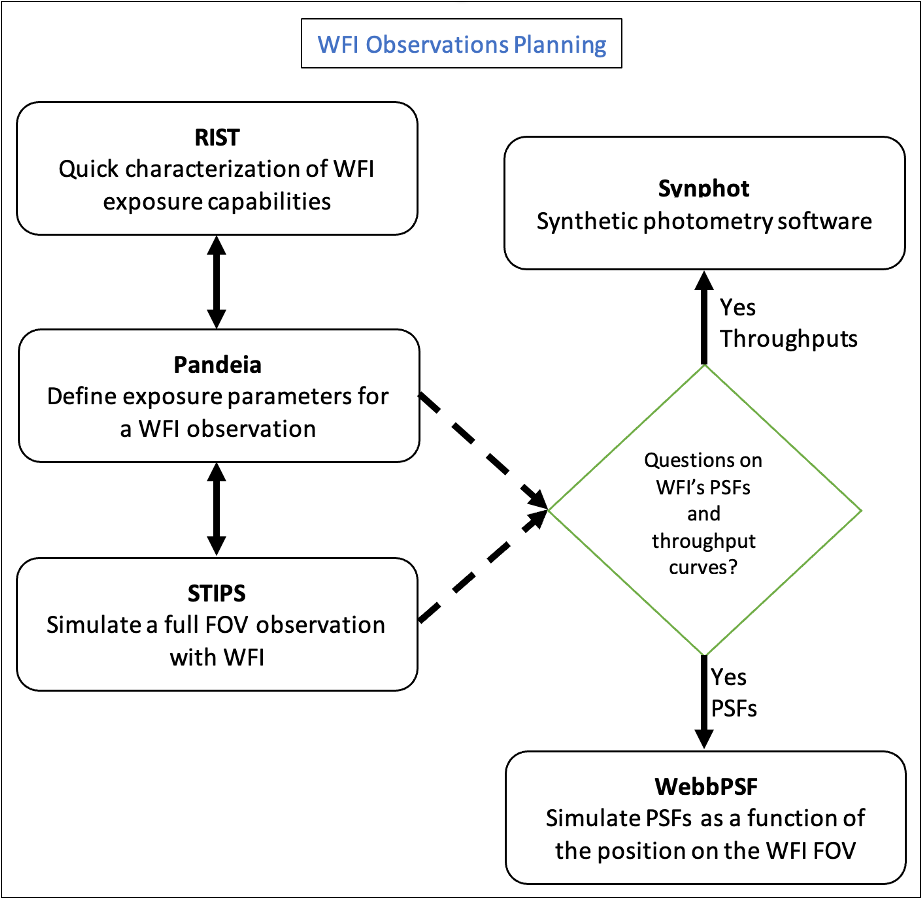 WFI Observations Planning
RIST
Quick characterization of WFI
exposure capabilities
Pandeia
Define exposure parameters for
a WFI observation
STIPS
Simulate a full FOV observation
with WFI
Synphot
Synthetic photometry software
Yes
Throughputs
Questions on
WFI's PSFs
and
throughput
curves?
Yes
PSFs
WebbPSF
Simulate PSFs as a function of
the position on the WFI FOV